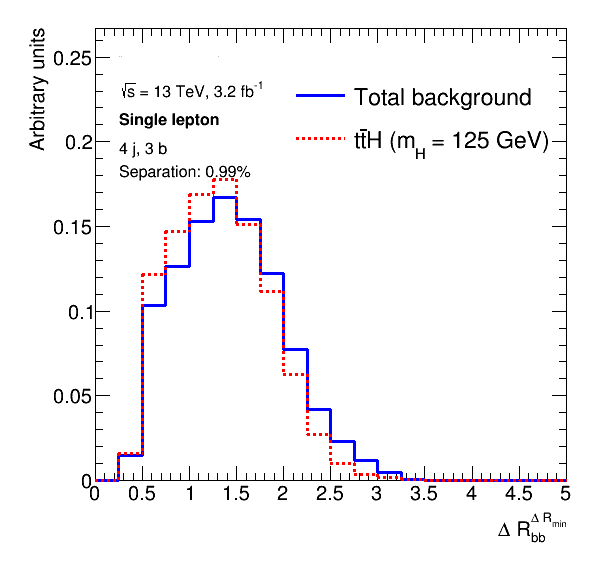 Arbitrary units
0.25
0.2
0.15
0.1
0.05
0
√s = 13 TeV, 3.2 fb⁻¹
Single lepton
4 j, 3 b
Separation: 0.99%
Total background
tt̄H (m_H = 125 GeV)
0 0.5 1 1.5 2 2.5 3 3.5 4 4.5 5
Δ R_bb^Δ R_min